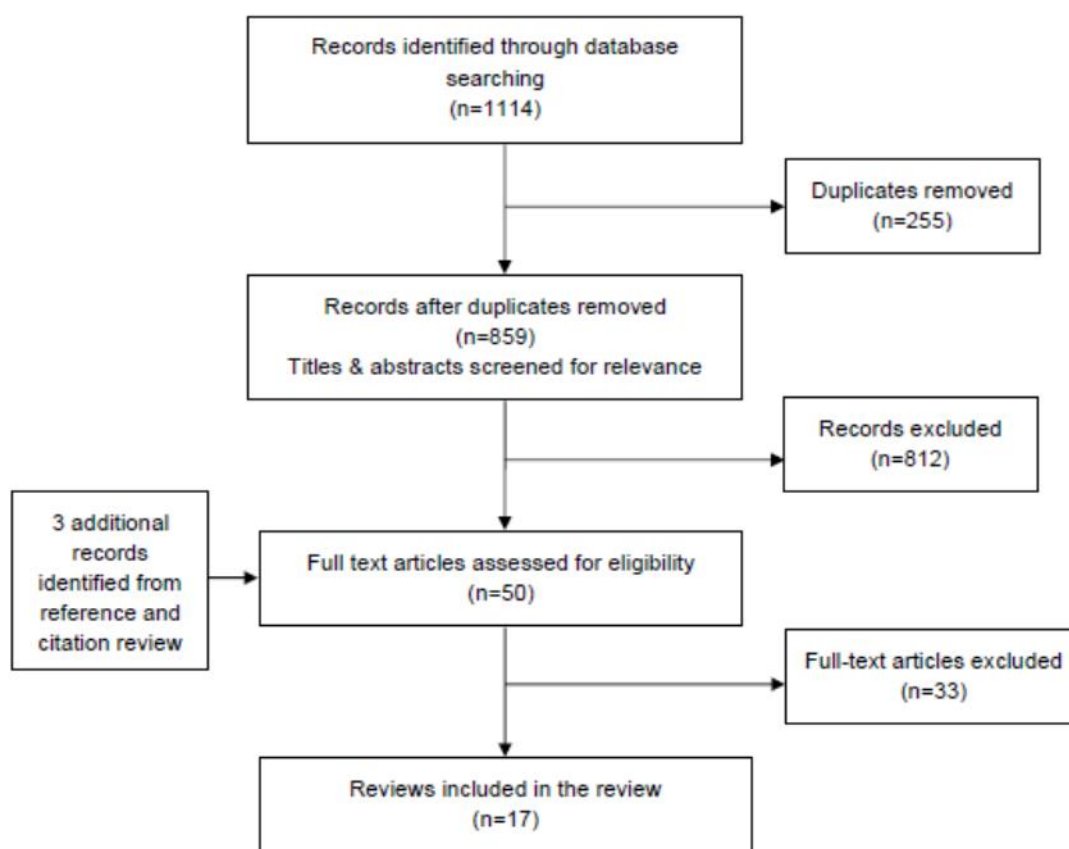 Records identified through database
searching
(n=1114)
Duplicates removed
(n=255)
Records after duplicates removed
(n=859)
Titles & abstracts screened for relevance
Records excluded
(n=812)
3 additional
records
identified from
reference and
citation review
Full text articles assessed for eligibility
(n=50)
Full-text articles excluded
(n=33)
Reviews included in the review
(n=17)